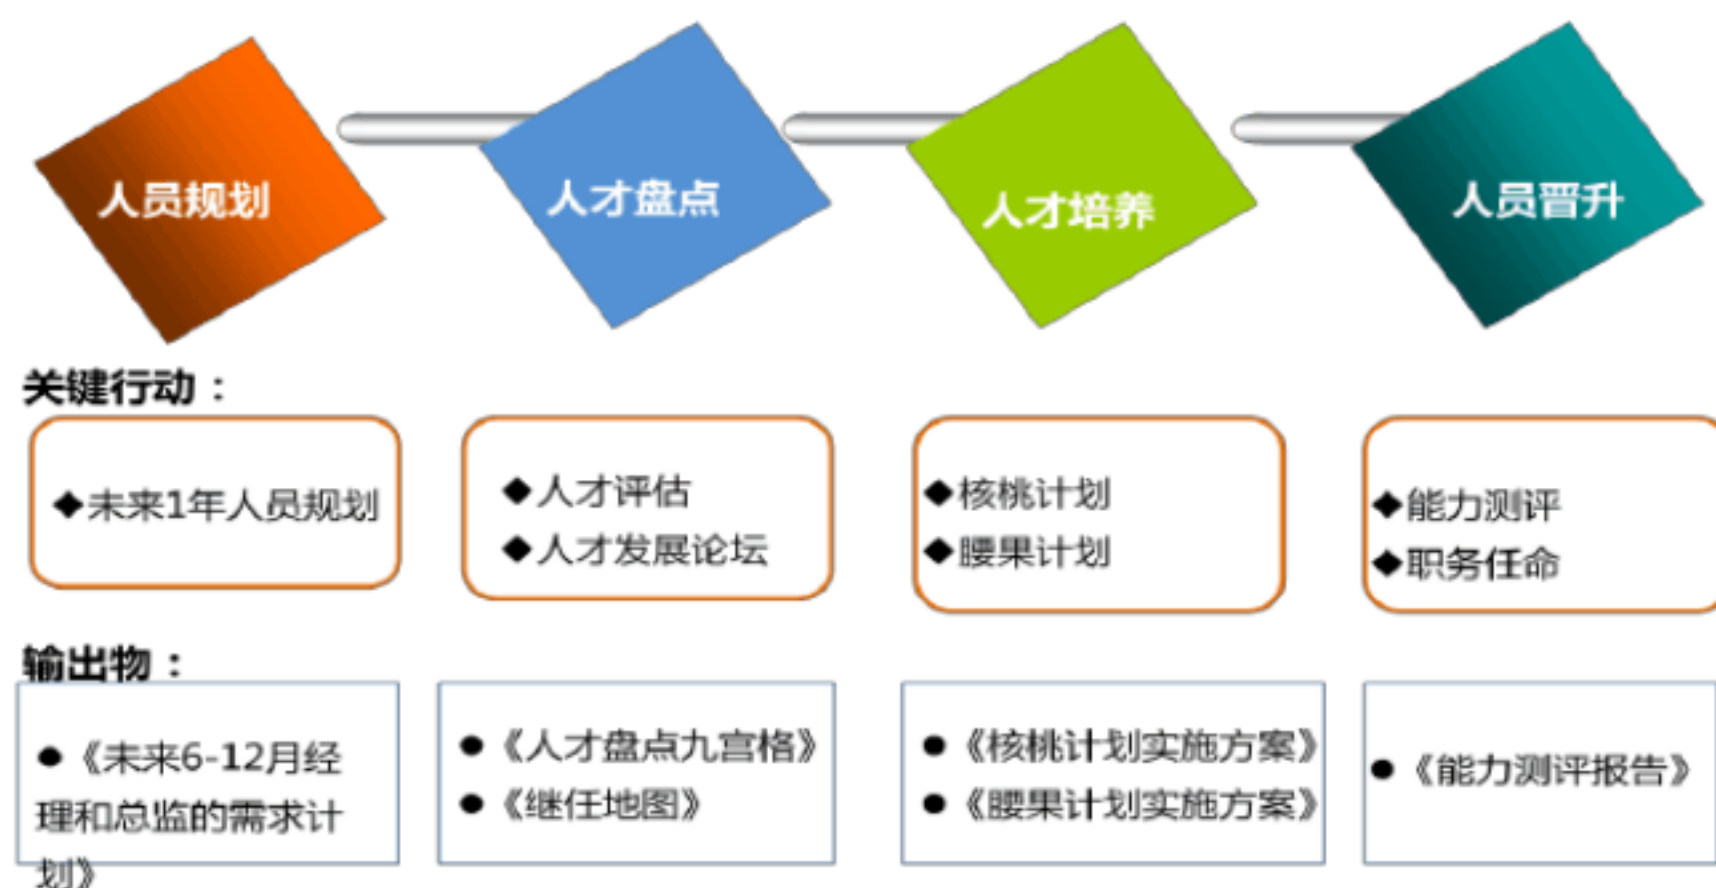 人员规划
人才盘点
人才培养
人员晋升
关键行动：
◆未来1年人员规划
◆人才评估
◆人才发展论坛
◆核桃计划
◆腰果计划
◆能力测评
◆职务任命
输出物：
●《未来6-12月经
理和总监的需求计
划》
●《人才盘点九宫格》
●《继任地图》
●《核桃计划实施方案》
●《腰果计划实施方案》
●《能力测评报告》